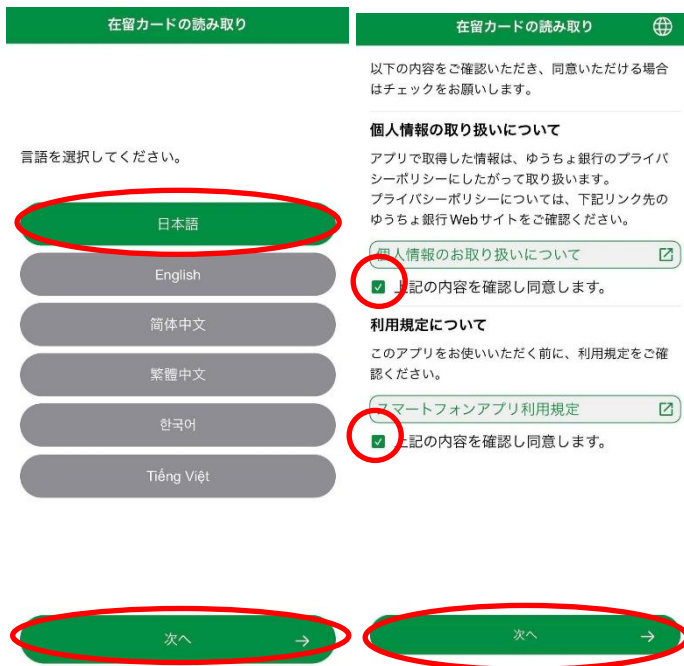 在留カードの読み取り
言語を選択してください。
日本語
English
简体中文
繁體中文
한국어
Tiếng Việt
次へ
在留カードの読み取り
以下の内容をご確認いただき、同意いただける場合
はチェックをお願いします。
個人情報の取り扱いについて
アプリで取得した情報は、ゆうちょ銀行のプライバ
シーポリシーにしたがって取り扱います。
プライバシーポリシーについては、下記リンク先の
ゆうちょ銀行Webサイトをご確認ください。
個人情報のお取り扱いについて
上記の内容を確認し同意します。
利用規定について
このアプリをお使いいただく前に、利用規定をご確
認ください。
スマートフォンアプリ利用規定
上記の内容を確認し同意します。
次へ